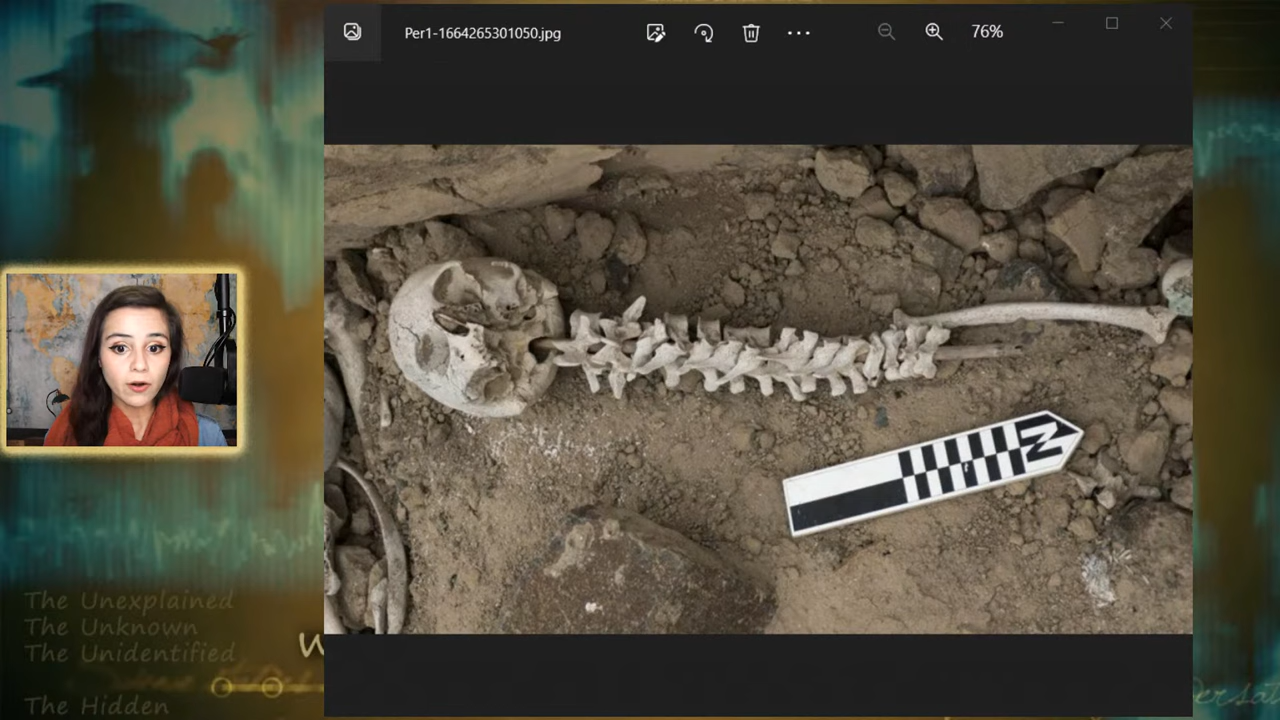 Per1-1664265301050.jpg
76%
N
The Unexplained
The Unknown
The Unidentified
The Hidden